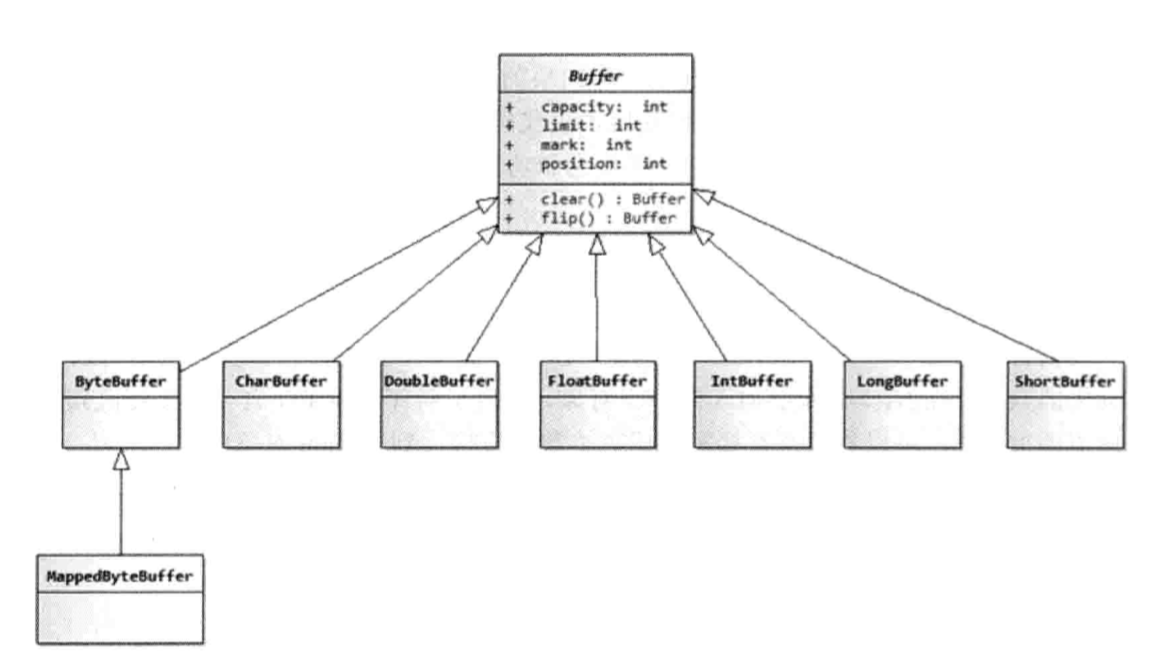 Buffer
+ capacity: int
+ limit: int
+ mark: int
+ position: int
+ clear() : Buffer
+ flip() : Buffer
ByteBuffer
CharBuffer
DoubleBuffer
FloatBuffer
IntBuffer
LongBuffer
ShortBuffer
MappedByteBuffer